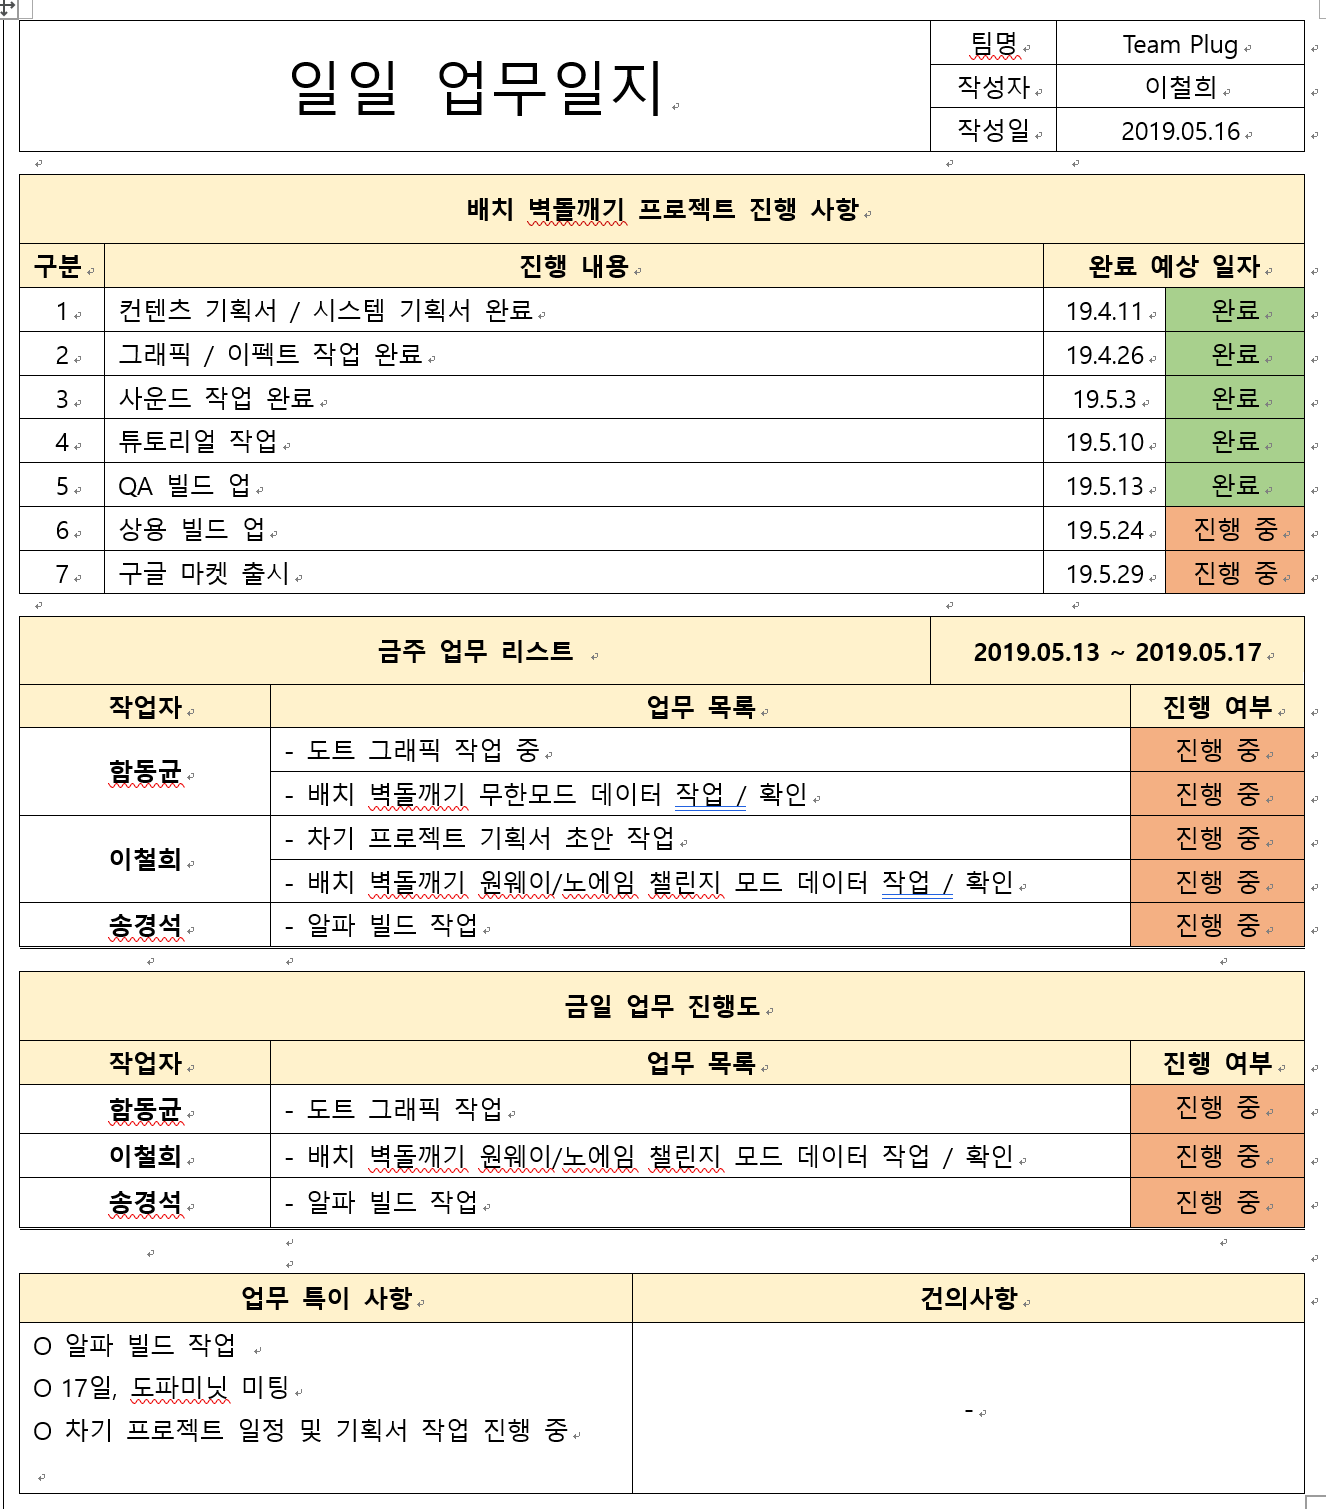 일일 업무일지
팀명 Team Plug
작성자 이철희
작성일 2019.05.16
배치 벽돌깨기 프로젝트 진행 사항
구분 진행 내용 완료 예상 일자
1 컨텐츠 기획서 / 시스템 기획서 완료 19.4.11 완료
2 그래픽 / 이펙트 작업 완료 19.4.26 완료
3 사운드 작업 완료 19.5.3 완료
4 튜토리얼 작업 19.5.10 완료
5 QA 빌드 업 19.5.13 완료
6 상용 빌드 업 19.5.24 진행 중
7 구글 마켓 출시 19.5.29 진행 중
금주 업무 리스트 2019.05.13 ~ 2019.05.17
작업자 업무 목록 진행 여부
함동균 - 도트 그래픽 작업 중 진행 중
- 배치 벽돌깨기 무한모드 데이터 작업 / 확인 진행 중
이철희 - 차기 프로젝트 기획서 초안 작업 진행 중
- 배치 벽돌깨기 원웨이/노에임 챌린지 모드 데이터 작업 / 확인 진행 중
송경석 - 알파 빌드 작업 진행 중
금일 업무 진행도
작업자 업무 목록 진행 여부
함동균 - 도트 그래픽 작업 진행 중
이철희 - 배치 벽돌깨기 원웨이/노에임 챌린지 모드 데이터 작업 / 확인 진행 중
송경석 - 알파 빌드 작업 진행 중
업무 특이 사항 건의사항
O 알파 빌드 작업
O 17일, 도파미닛 미팅
O 차기 프로젝트 일정 및 기획서 작업 진행 중
-